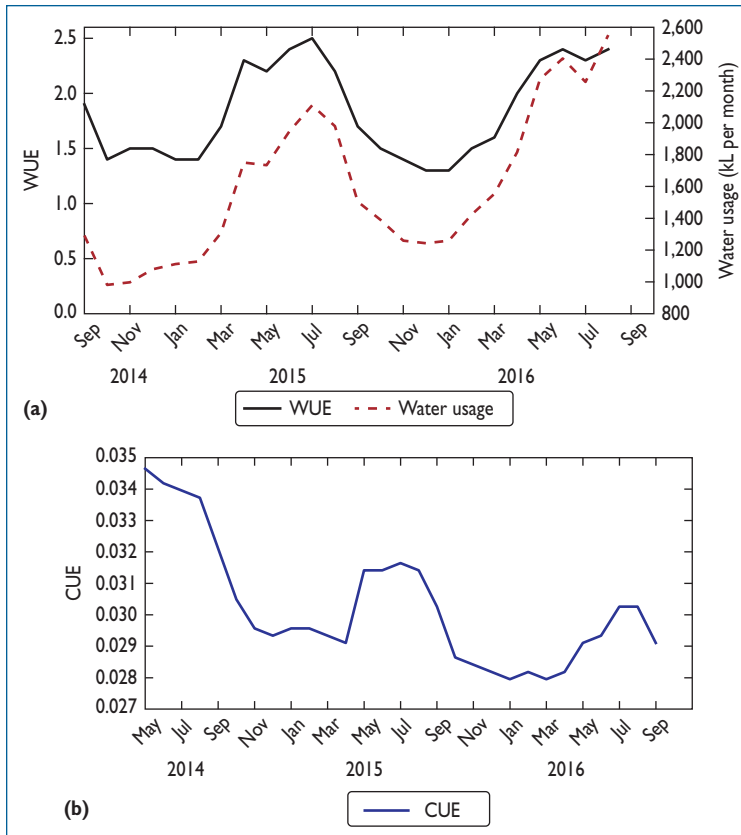 2.5
2.0
1.5
1.0
0.5
0.0
WUE
2,600
2,400
2,200
2,000
1,800
1,600
1,400
1,200
1,000
800
Water usage (kL per month)
Sep Nov Jan Mar May Jul Sep Nov Jan Mar May Jul Sep
2014 2015 2016
(a)
WUE Water usage
0.035
0.034
0.033
0.032
0.031
0.030
0.029
0.028
0.027
CUE
May Jul Sep Nov Jan Mar May Jul Sep Nov Jan Mar May Jul Sep
2014 2015 2016
(b)
CUE